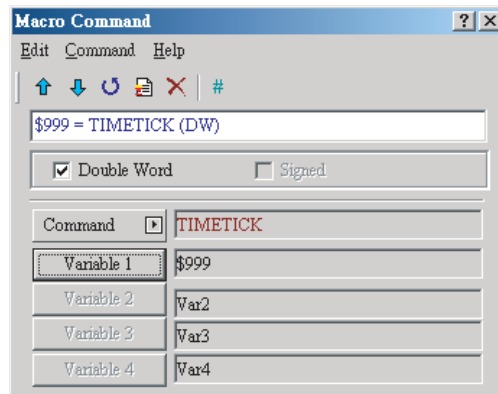 Macro Command
Edit Command Help
#
$999 = TIMETICK (DW)
Double Word Signed
Command TIMETICK
Variable 1 $999
Variable 2 Var2
Variable 3 Var3
Variable 4 Var4